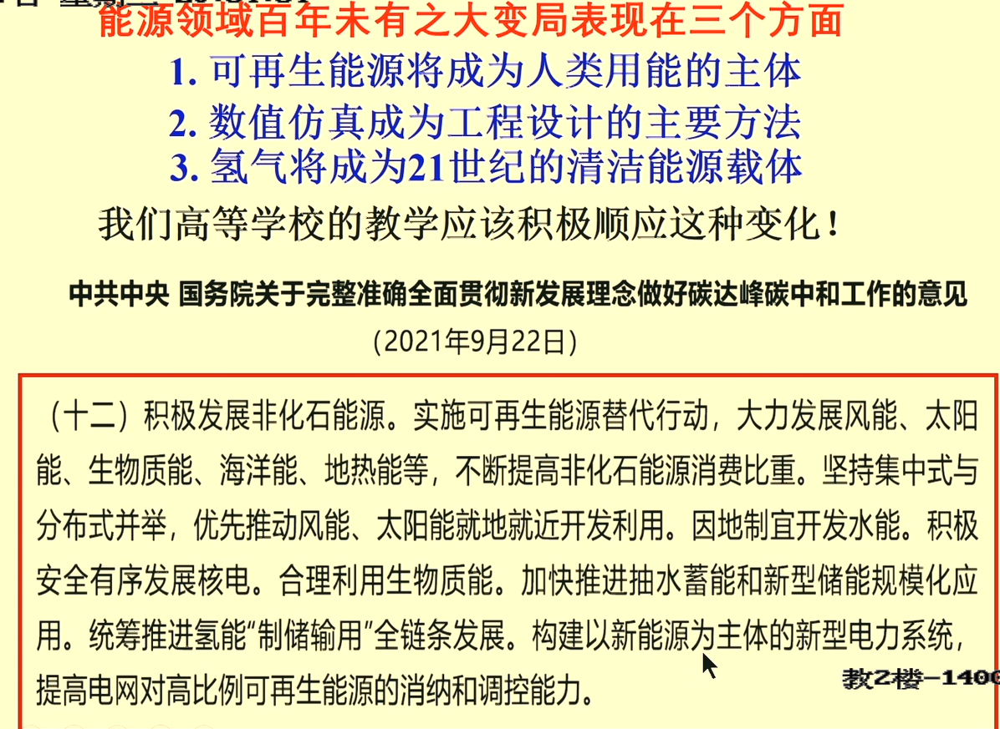 能源领域百年未有之大变局表现在三个方面
1. 可再生能源将成为人类用能的主体
2. 数值仿真成为工程设计的主要方法
3. 氢气将成为21世纪的清洁能源载体
我们高等学校的教学应该积极顺应这种变化！
中共中央 国务院关于完整准确全面贯彻新发展理念做好碳达峰碳中和工作的意见
（2021年9月22日）
（十二）积极发展非化石能源。实施可再生能源替代行动，大力发展风能、太阳
能、生物质能、海洋能、地热能等，不断提高非化石能源消费比重。坚持集中式与
分布式并举，优先推动风能、太阳能就地就近开发利用。因地制宜开发水能。积极
安全有序发展核电。合理利用生物质能。加快推进抽水蓄能和新型储能规模化应
用。统筹推进氢能“制储输用”全链条发展。构建以新能源为主体的新型电力系统，
提高电网对高比例可再生能源的消纳和调控能力。
教2楼-140